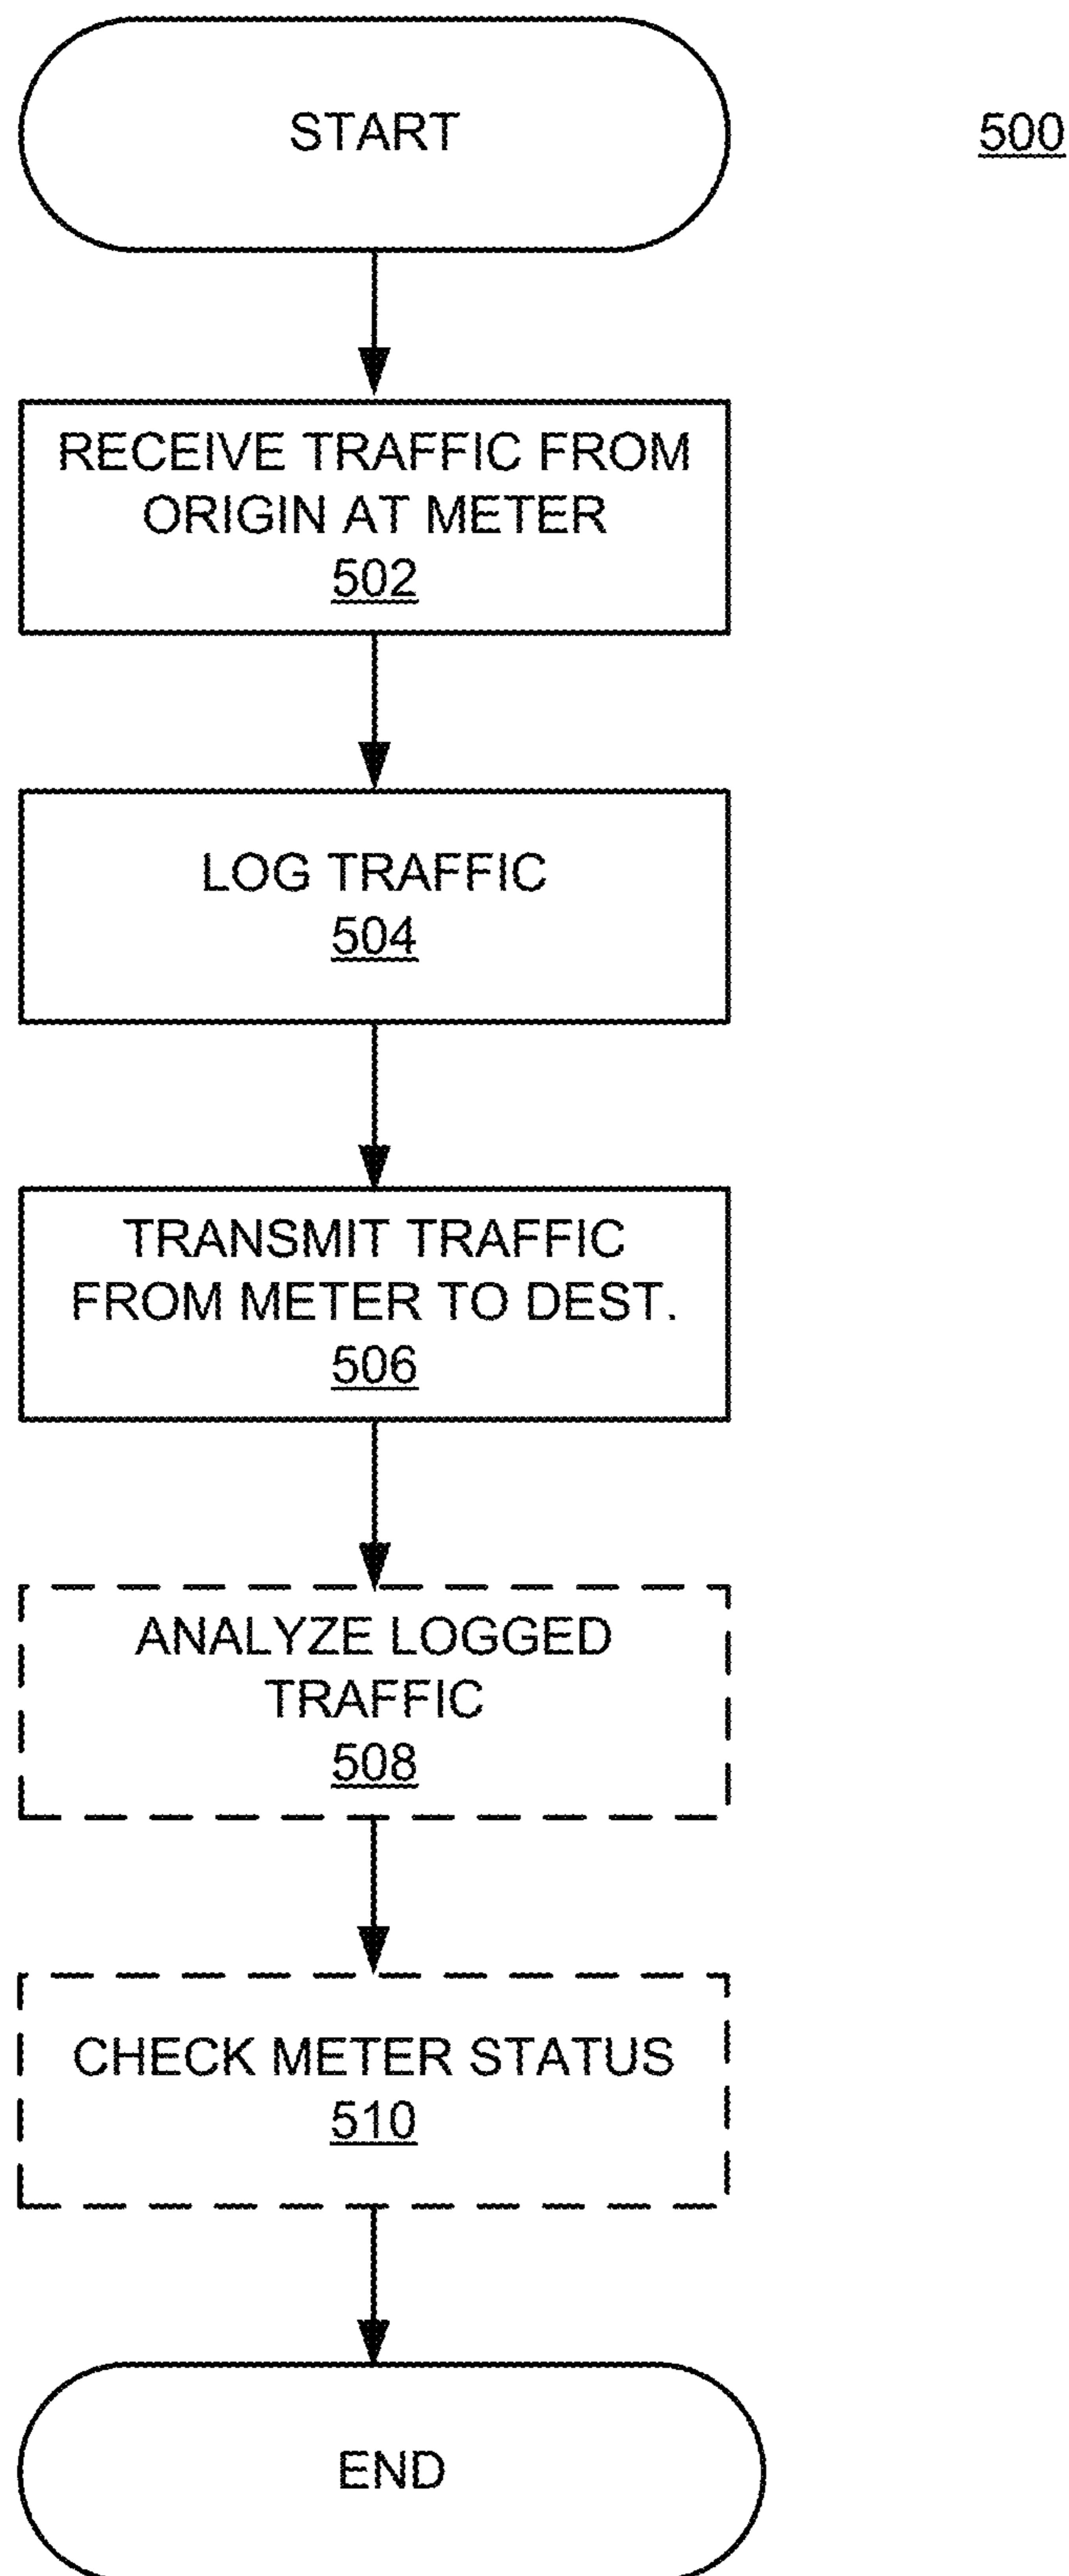 START
500
RECEIVE TRAFFIC FROM
ORIGIN AT METER
502
LOG TRAFFIC
504
TRANSMIT TRAFFIC
FROM METER TO DEST.
506
ANALYZE LOGGED
TRAFFIC
508
CHECK METER STATUS
510
END